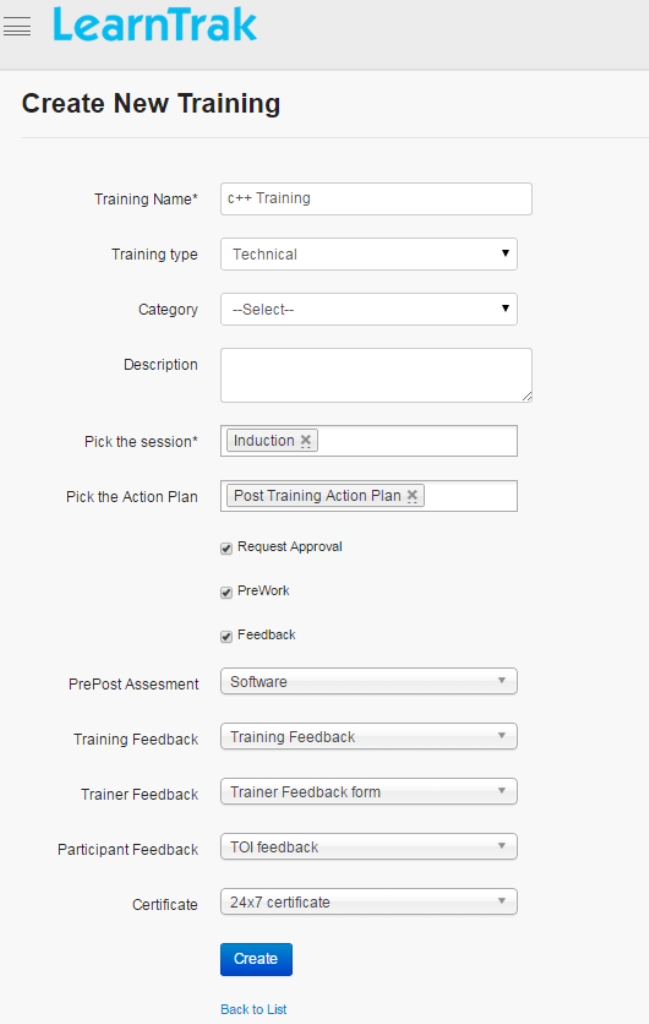 LearnTrak
Create New Training
Training Name* c++ Training
Training type Technical
Category --Select--
Description
Pick the session* Induction
Pick the Action Plan Post Training Action Plan
Request Approval
PreWork
Feedback
PrePost Assesment Software
Training Feedback Training Feedback
Trainer Feedback Trainer Feedback form
Participant Feedback TOI feedback
Certificate 24x7 certificate
Create
Back to List